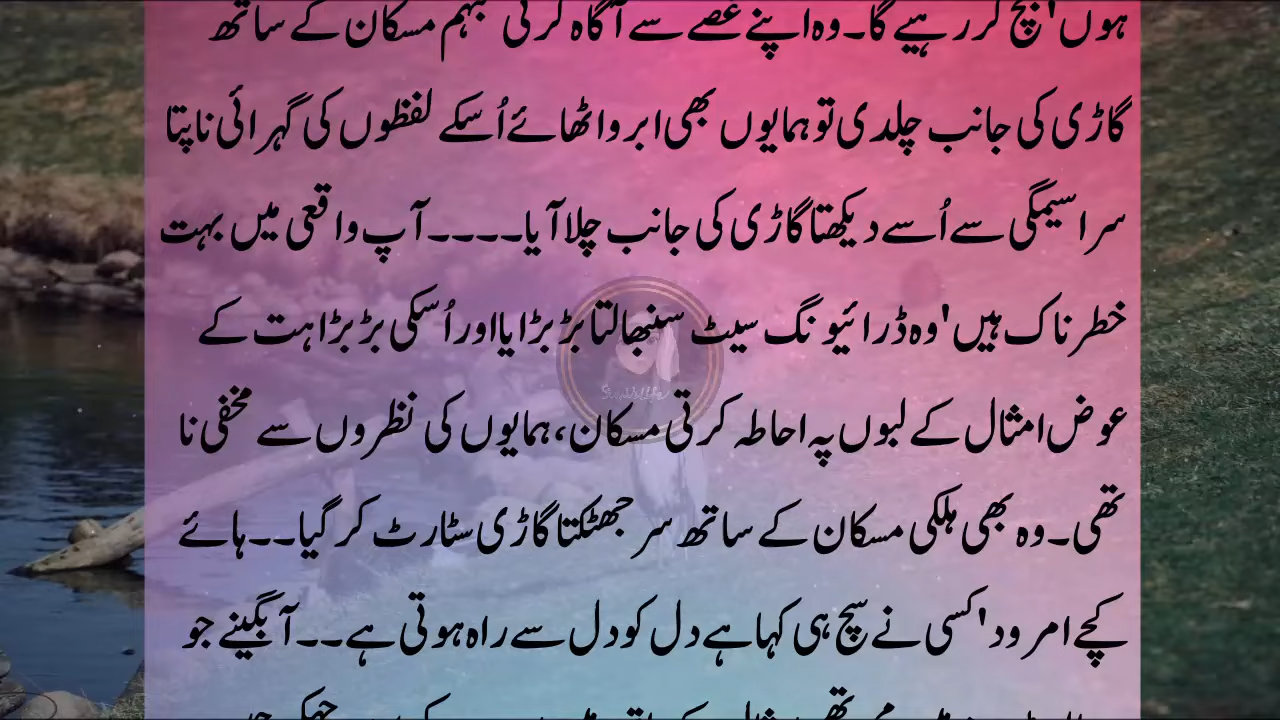 ہوں' بچ کر رہیے گا۔ وہ اپنے غصے سے آگاہ کرتی مبہم مسکان کے ساتھ
گاڑی کی جانب چلدی تو ہمایوں بھی ابرو اٹھائے اُسکے لفظوں کی گہرائی ناپتا
سراسیمگی سے اُسے دیکھتا گاڑی کی جانب چلا آیا۔۔۔۔ آپ واقعی میں بہت
خطرناک ہیں' وہ ڈرائیونگ سیٹ سنبھالتا بڑبڑایا اور اُسکی بڑبڑاہت کے
عوض امثال کے لبوں پہ احاطہ کرتی مسکان، ہمایوں کی نظروں سے مخفی نا
تھی۔ وہ بھی ہلکی مسکان کے ساتھ سر جھٹکتا گاڑی سٹارٹ کر گیا۔۔ ہائے
کچے امرود' کسی نے سچ ہی کہا ہے دل کو دل سے راہ ہوتی ہے۔۔ آبگینے جو